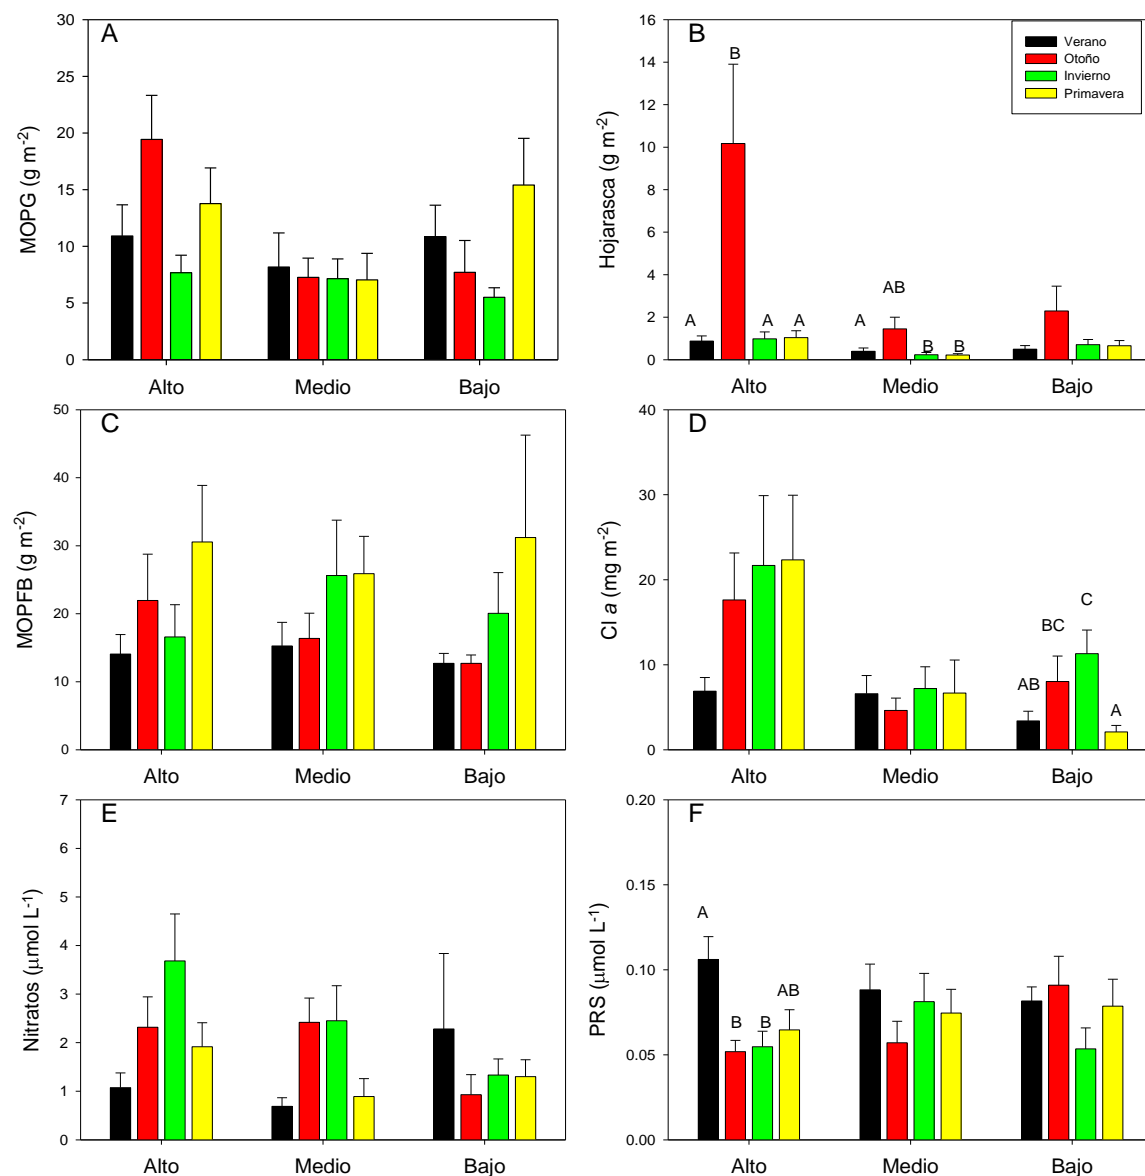 A
MOPG (g m-2)
30
25
20
15
10
5
0
Alto Medio Bajo
B
Hojarasca (g m-2)
16
14
12
10
8
6
4
2
0
Verano
Otoño
Invierno
Primavera
B
A A A
AB
A B B
Alto Medio Bajo
C
MOPFB (g m-2)
50
40
30
20
10
0
Alto Medio Bajo
D
Cl a (mg m-2)
40
30
20
10
0
AB BC C A
Alto Medio Bajo
E
Nitratos (µmol L-1)
7
6
5
4
3
2
1
0
Alto Medio Bajo
F
PRS (µmol L-1)
0.20
0.15
0.10
0.05
0.00
A B B AB
Alto Medio Bajo